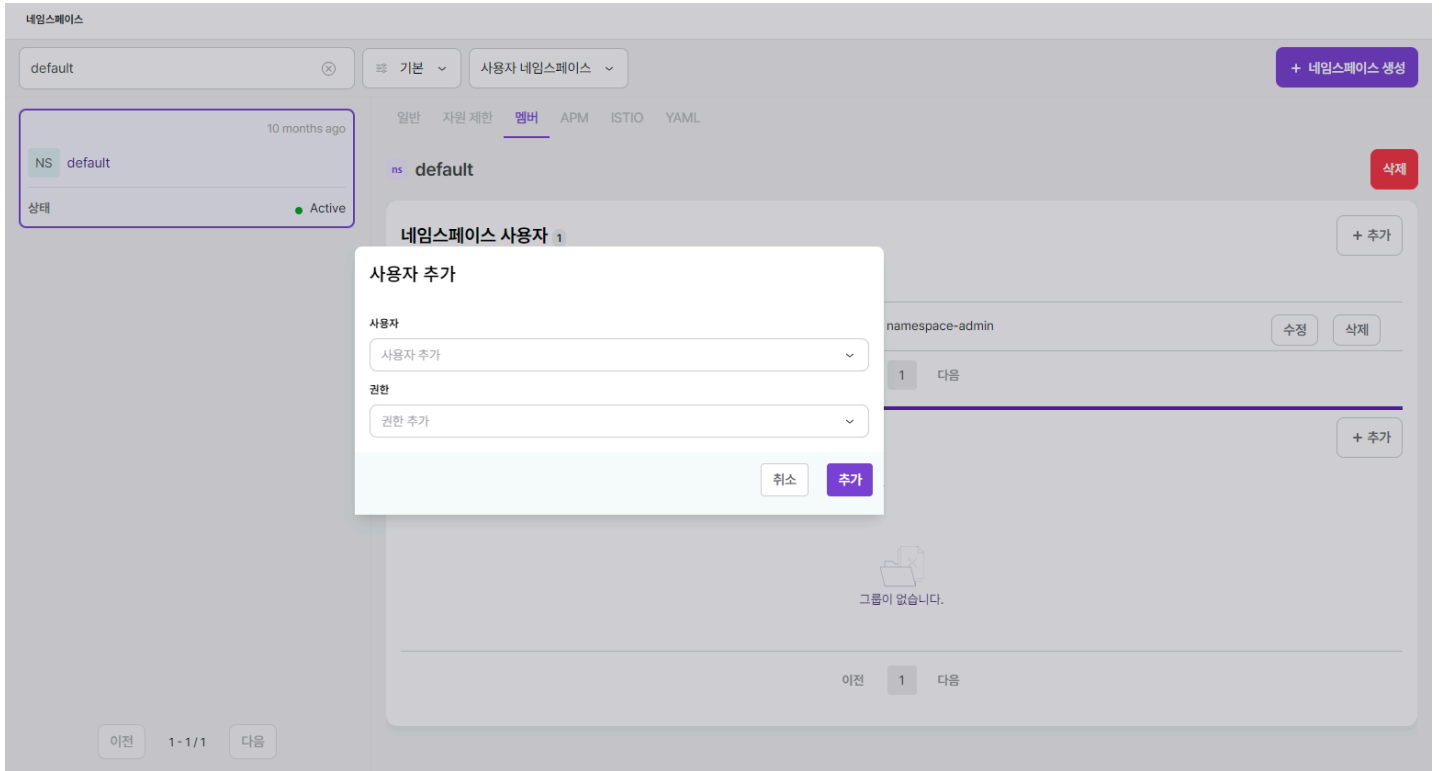 네임스페이스
default
기본
사용자 네임스페이스
+ 네임스페이스 생성
10 months ago
NS default
상태
Active
일반 자원 제한 멤버 APM ISTIO YAML
ns default
삭제
네임스페이스 사용자 1
+ 추가
사용자 추가
사용자
사용자 추가
권한
권한 추가
취소
추가
namespace-admin
수정
삭제
1 다음
+ 추가
그룹이 없습니다.
이전 1 다음
이전 1 - 1 / 1 다음